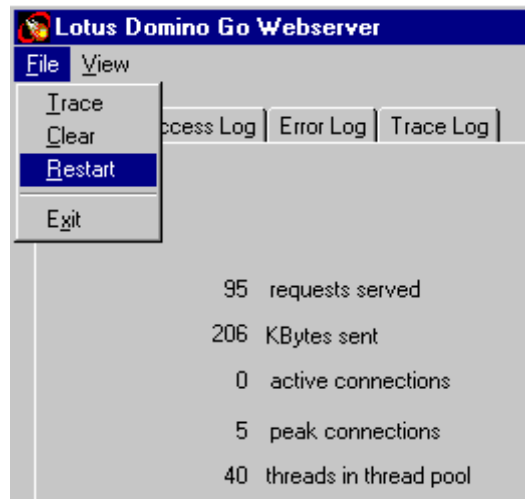 Lotus Domino Go Webserver
File View
Trace
Clear
Restart
Exit
ccess Log Error Log Trace Log
95 requests served
206 KBytes sent
0 active connections
5 peak connections
40 threads in thread pool